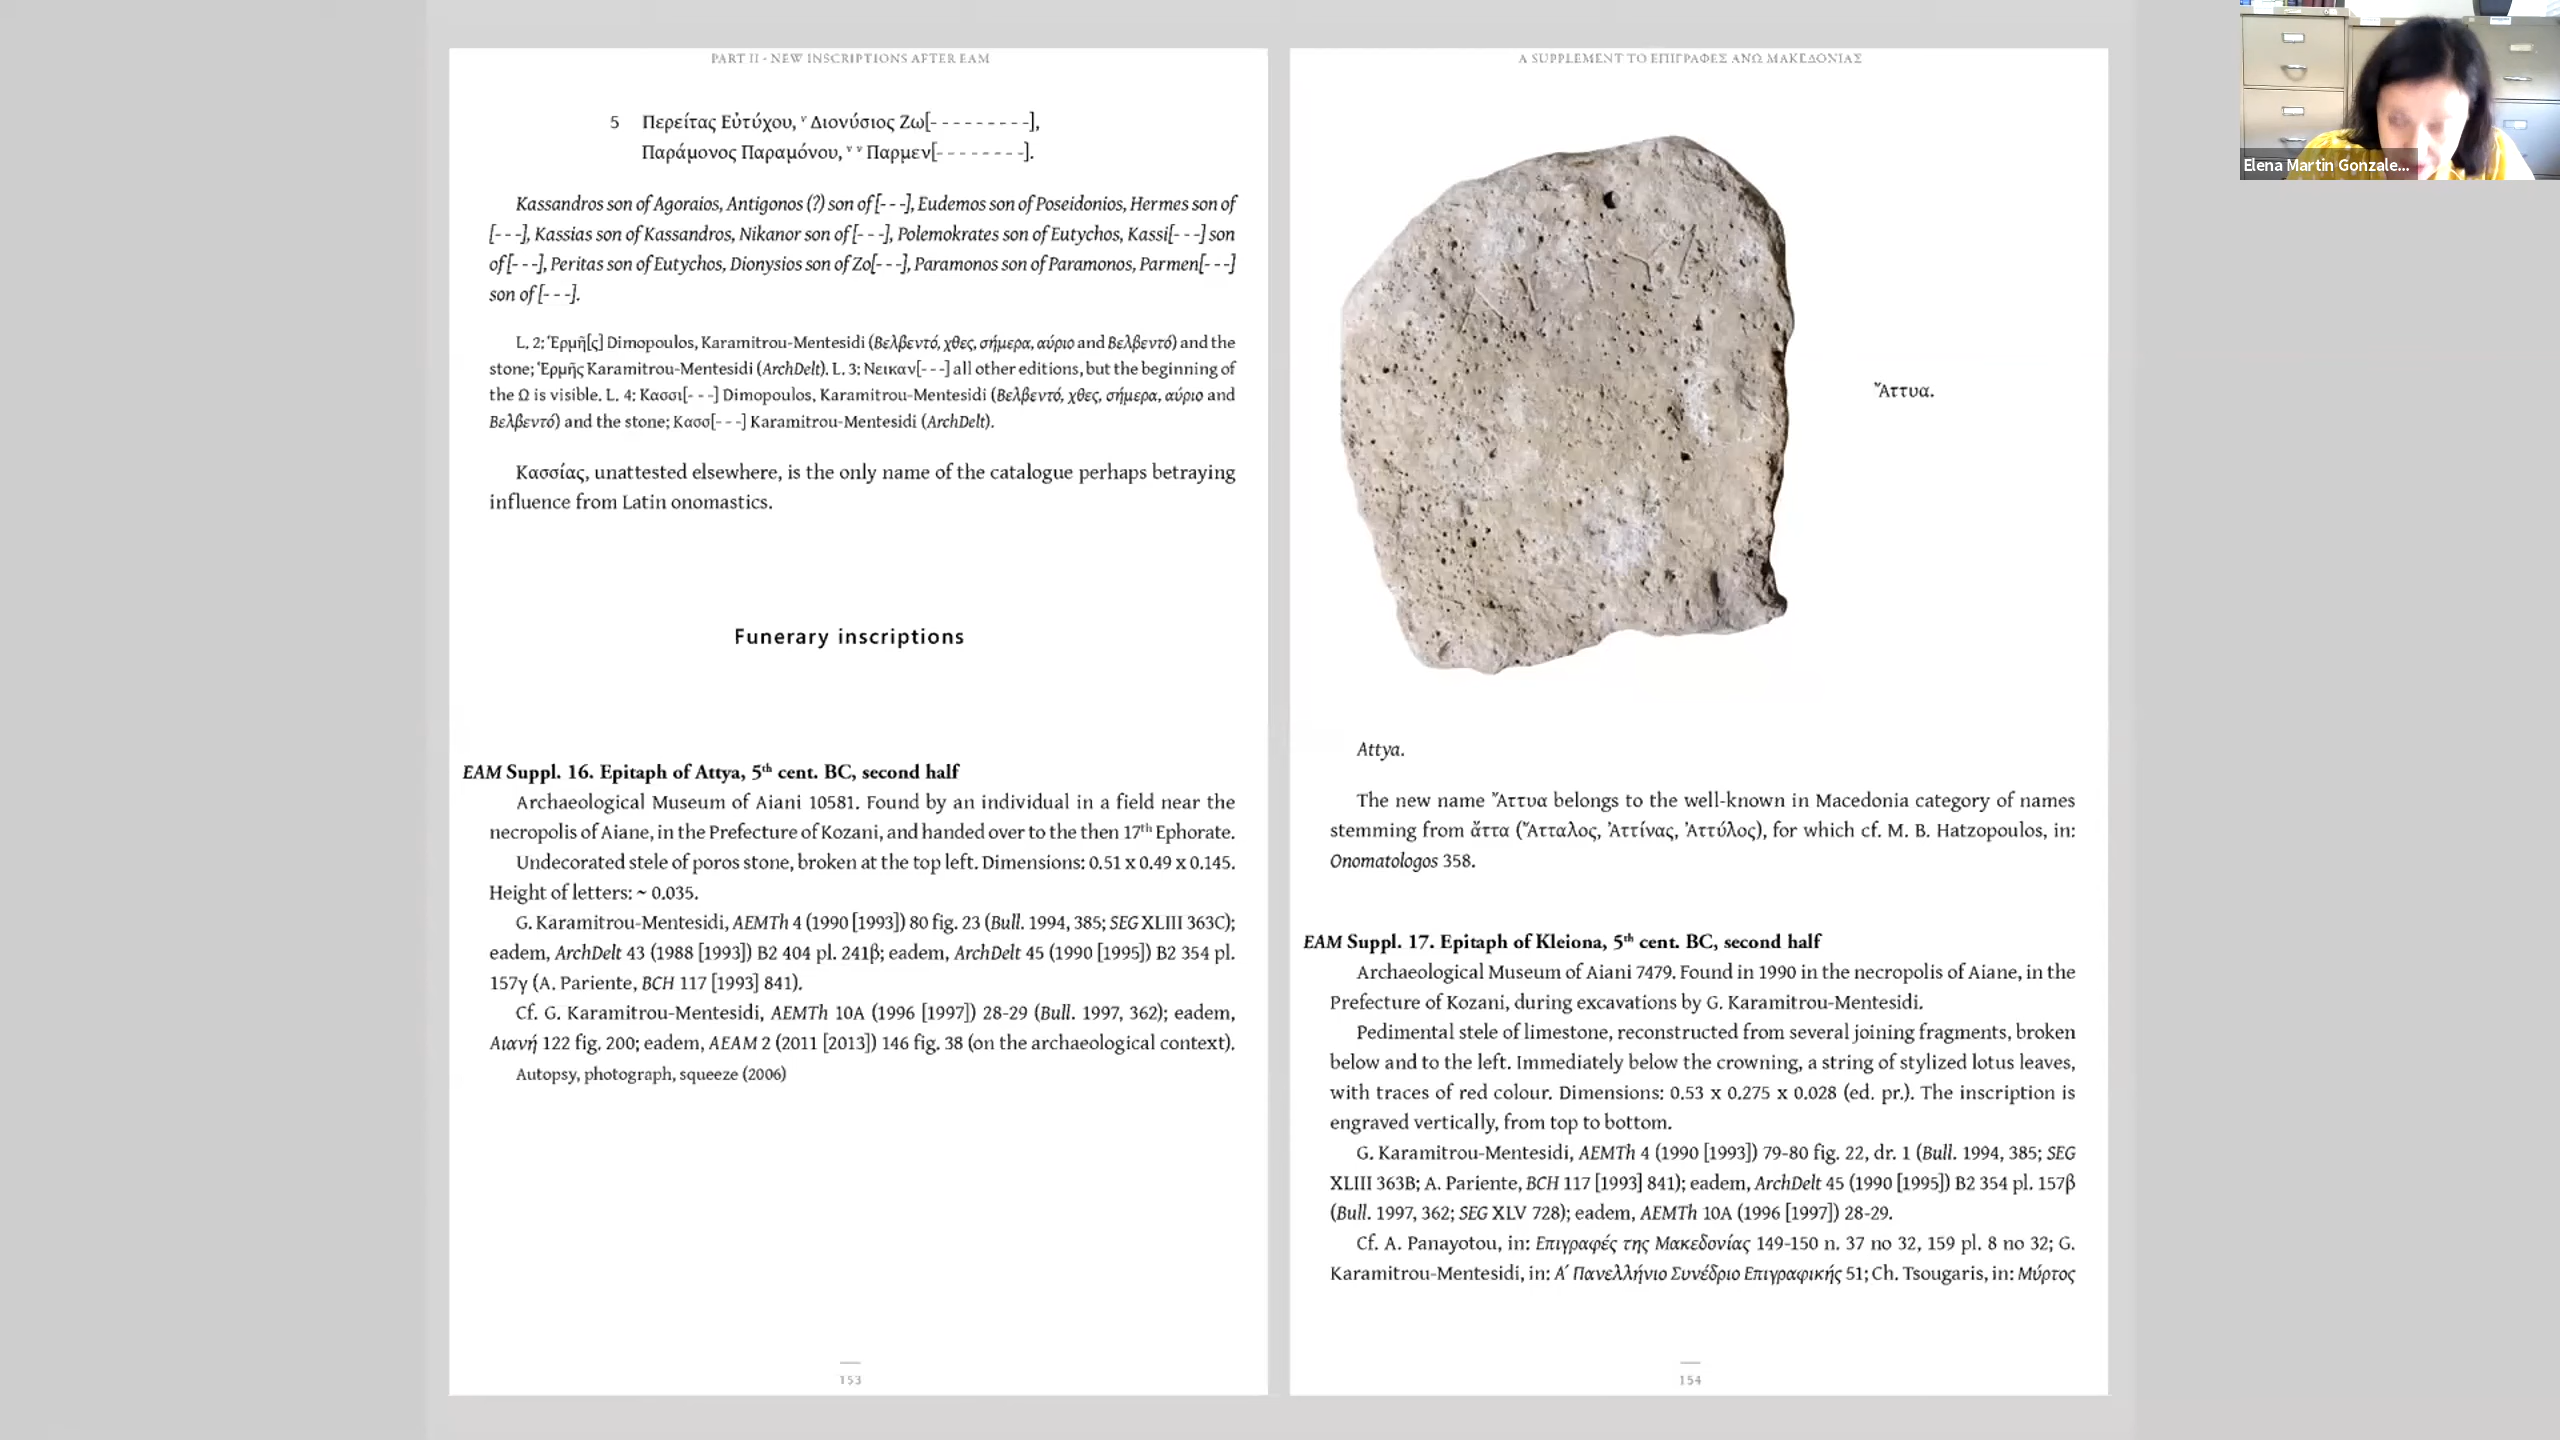 PART II - NEW INSCRIPTIONS AFTER EAM
5 Περείτας Εὐτύχου, ᵛ Διονύσιος Ζω[- - - - - - - - -],
Παράμονος Παραμόνου, ᵛ ᵛ Παρμεν[- - - - - - - -].
Kassandros son of Agoraios, Antigonos (?) son of [- - -], Eudemos son of Poseidonios, Hermes son of
[- - -], Kassias son of Kassandros, Nikanor son of [- - -], Polemokrates son of Eutychos, Kassi[- - -] son
of [- - -], Peritas son of Eutychos, Dionysios son of Zo[- - -], Paramonos son of Paramonos, Parmen[- - -]
son of [- - -].
L. 2: Ἑρμῆ[ς] Dimopoulos, Karamitrou-Mentesidi (Βελβεντό, χθες, σήμερα, αύριο and Βελβεντό) and the
stone; Ἑρμῆς Karamitrou-Mentesidi (ArchDelt). L. 3: Νεικαν[- - -] all other editions, but the beginning of
the Ω is visible. L. 4: Κασσι[- - -] Dimopoulos, Karamitrou-Mentesidi (Βελβεντό, χθες, σήμερα, αύριο and
Βελβεντό) and the stone; Κασσ[- - -] Karamitrou-Mentesidi (ArchDelt).
Κασσίας, unattested elsewhere, is the only name of the catalogue perhaps betraying
influence from Latin onomastics.
Funerary inscriptions
EAM Suppl. 16. Epitaph of Attya, 5th cent. BC, second half
Archaeological Museum of Aiani 10581. Found by an individual in a field near the
necropolis of Aiane, in the Prefecture of Kozani, and handed over to the then 17th Ephorate.
Undecorated stele of poros stone, broken at the top left. Dimensions: 0.51 x 0.49 x 0.145.
Height of letters: ~ 0.035.
G. Karamitrou-Mentesidi, AEMTh 4 (1990 [1993]) 80 fig. 23 (Bull. 1994, 385; SEG XLIII 363C);
eadem, ArchDelt 43 (1988 [1993]) B2 404 pl. 241β; eadem, ArchDelt 45 (1990 [1995]) B2 354 pl.
157γ (A. Pariente, BCH 117 [1993] 841).
Cf. G. Karamitrou-Mentesidi, AEMTh 10A (1996 [1997]) 28-29 (Bull. 1997, 362); eadem,
Αιανή 122 fig. 200; eadem, AEAM 2 (2011 [2013]) 146 fig. 38 (on the archaeological context).
Autopsy, photograph, squeeze (2006)
153
A SUPPLEMENT TO ΕΠΙΓΡΑΦΕΣ ΑΝΩ ΜΑΚΕΔΟΝΙΑΣ
Ἄττυα.
Attya.
The new name Ἄττυα belongs to the well-known in Macedonia category of names
stemming from ἄττα (Ἄτταλος, Ἀττίνας, Ἀττύλος), for which cf. M. B. Hatzopoulos, in:
Onomatologos 358.
EAM Suppl. 17. Epitaph of Kleiona, 5th cent. BC, second half
Archaeological Museum of Aiani 7479. Found in 1990 in the necropolis of Aiane, in the
Prefecture of Kozani, during excavations by G. Karamitrou-Mentesidi.
Pedimental stele of limestone, reconstructed from several joining fragments, broken
below and to the left. Immediately below the crowning, a string of stylized lotus leaves,
with traces of red colour. Dimensions: 0.53 x 0.275 x 0.028 (ed. pr.). The inscription is
engraved vertically, from top to bottom.
G. Karamitrou-Mentesidi, AEMTh 4 (1990 [1993]) 79-80 fig. 22, dr. 1 (Bull. 1994, 385; SEG
XLIII 363B; A. Pariente, BCH 117 [1993] 841); eadem, ArchDelt 45 (1990 [1995]) B2 354 pl. 157β
(Bull. 1997, 362; SEG XLV 728); eadem, AEMTh 10A (1996 [1997]) 28-29.
Cf. A. Panayotou, in: Επιγραφές της Μακεδονίας 149-150 n. 37 no 32, 159 pl. 8 no 32; G.
Karamitrou-Mentesidi, in: Α΄ Πανελλήνιο Συνέδριο Επιγραφικής 51; Ch. Tsougaris, in: Μύρτος
154
Elena Martin Gonzale...